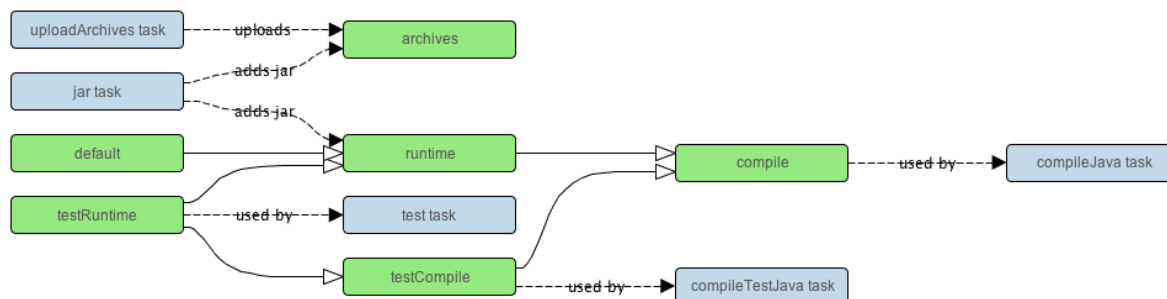 uploadArchives task
uploads
archives
adds jar
jar task
adds jar
default
runtime
compile
used by
compileJava task
testRuntime
used by
test task
testCompile
used by
compileTestJava task